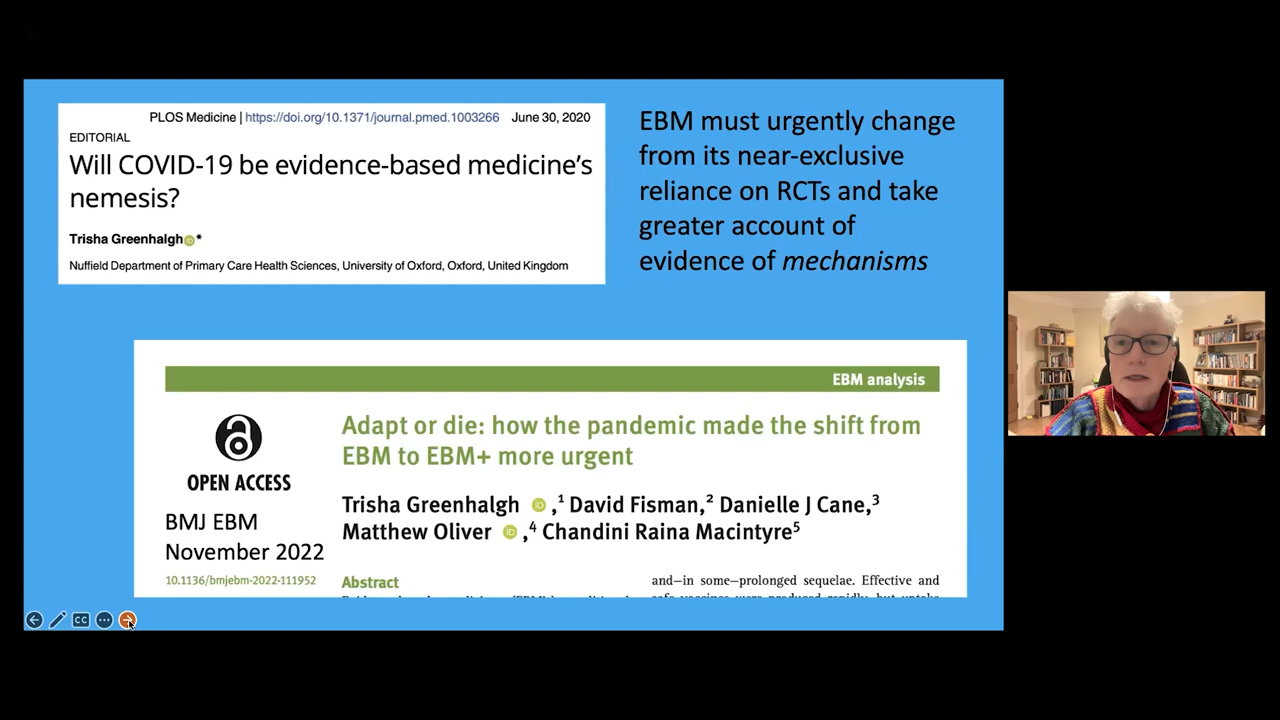 PLOS Medicine | https://doi.org/10.1371/journal.pmed.1003266 June 30, 2020
EDITORIAL
Will COVID-19 be evidence-based medicine's
nemesis?
Trisha Greenhalgh iD *
Nuffield Department of Primary Care Health Sciences, University of Oxford, Oxford, United Kingdom
EBM must urgently change
from its near-exclusive
reliance on RCTs and take
greater account of
evidence of mechanisms
EBM analysis
OPEN ACCESS
BMJ EBM
November 2022
10.1136/bmjebm-2022-111952
Adapt or die: how the pandemic made the shift from
EBM to EBM+ more urgent
Trisha Greenhalgh iD ,1 David Fisman,2 Danielle J Cane,3
Matthew Oliver iD ,4 Chandini Raina Macintyre5
Abstract
and—in some—prolonged sequelae. Effective and
CC